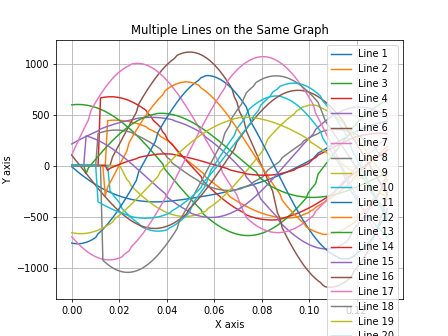 Multiple Lines on the Same Graph
Y axis
1000
500
0
−500
−1000
0.00
0.02
0.04
0.06
0.08
0.10
X axis
Line 1
Line 2
Line 3
Line 4
Line 5
Line 6
Line 7
Line 8
Line 9
Line 10
Line 11
Line 12
Line 13
Line 14
Line 15
Line 16
Line 17
Line 18
Line 19
Line 20